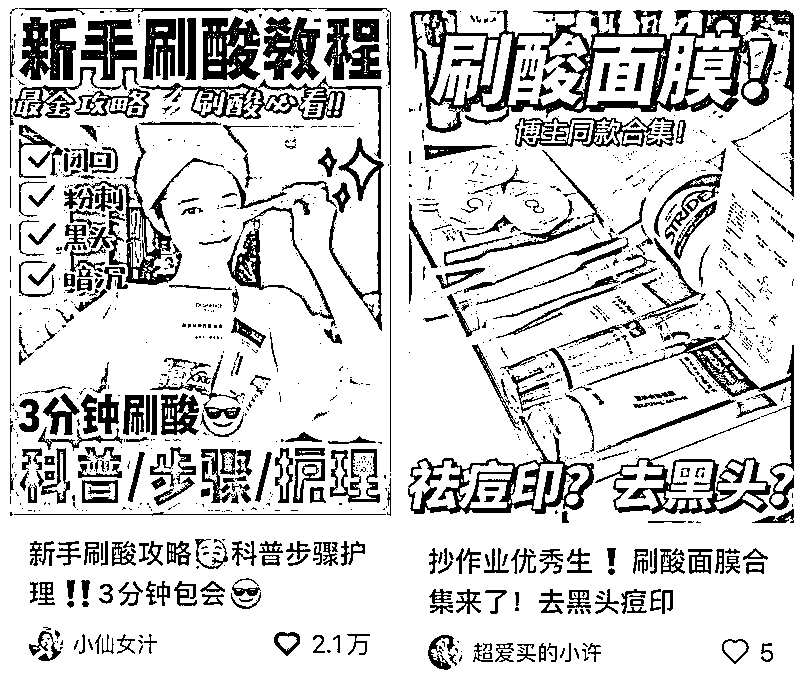 新手刷酸教程
最全攻略 刷酸必看!!
闭口
粉刺
黑头
暗沉
3分钟刷酸😎
科普/步骤/护理
新手刷酸攻略科普步骤护
理‼️3分钟包会😎
小仙女汁
2.1万
刷酸面膜!
博主同款合集!
STRIDEX
祛痘印? 去黑头?
抄作业优秀生❗刷酸面膜合
集来了! 去黑头痘印
超爱买的小许
5